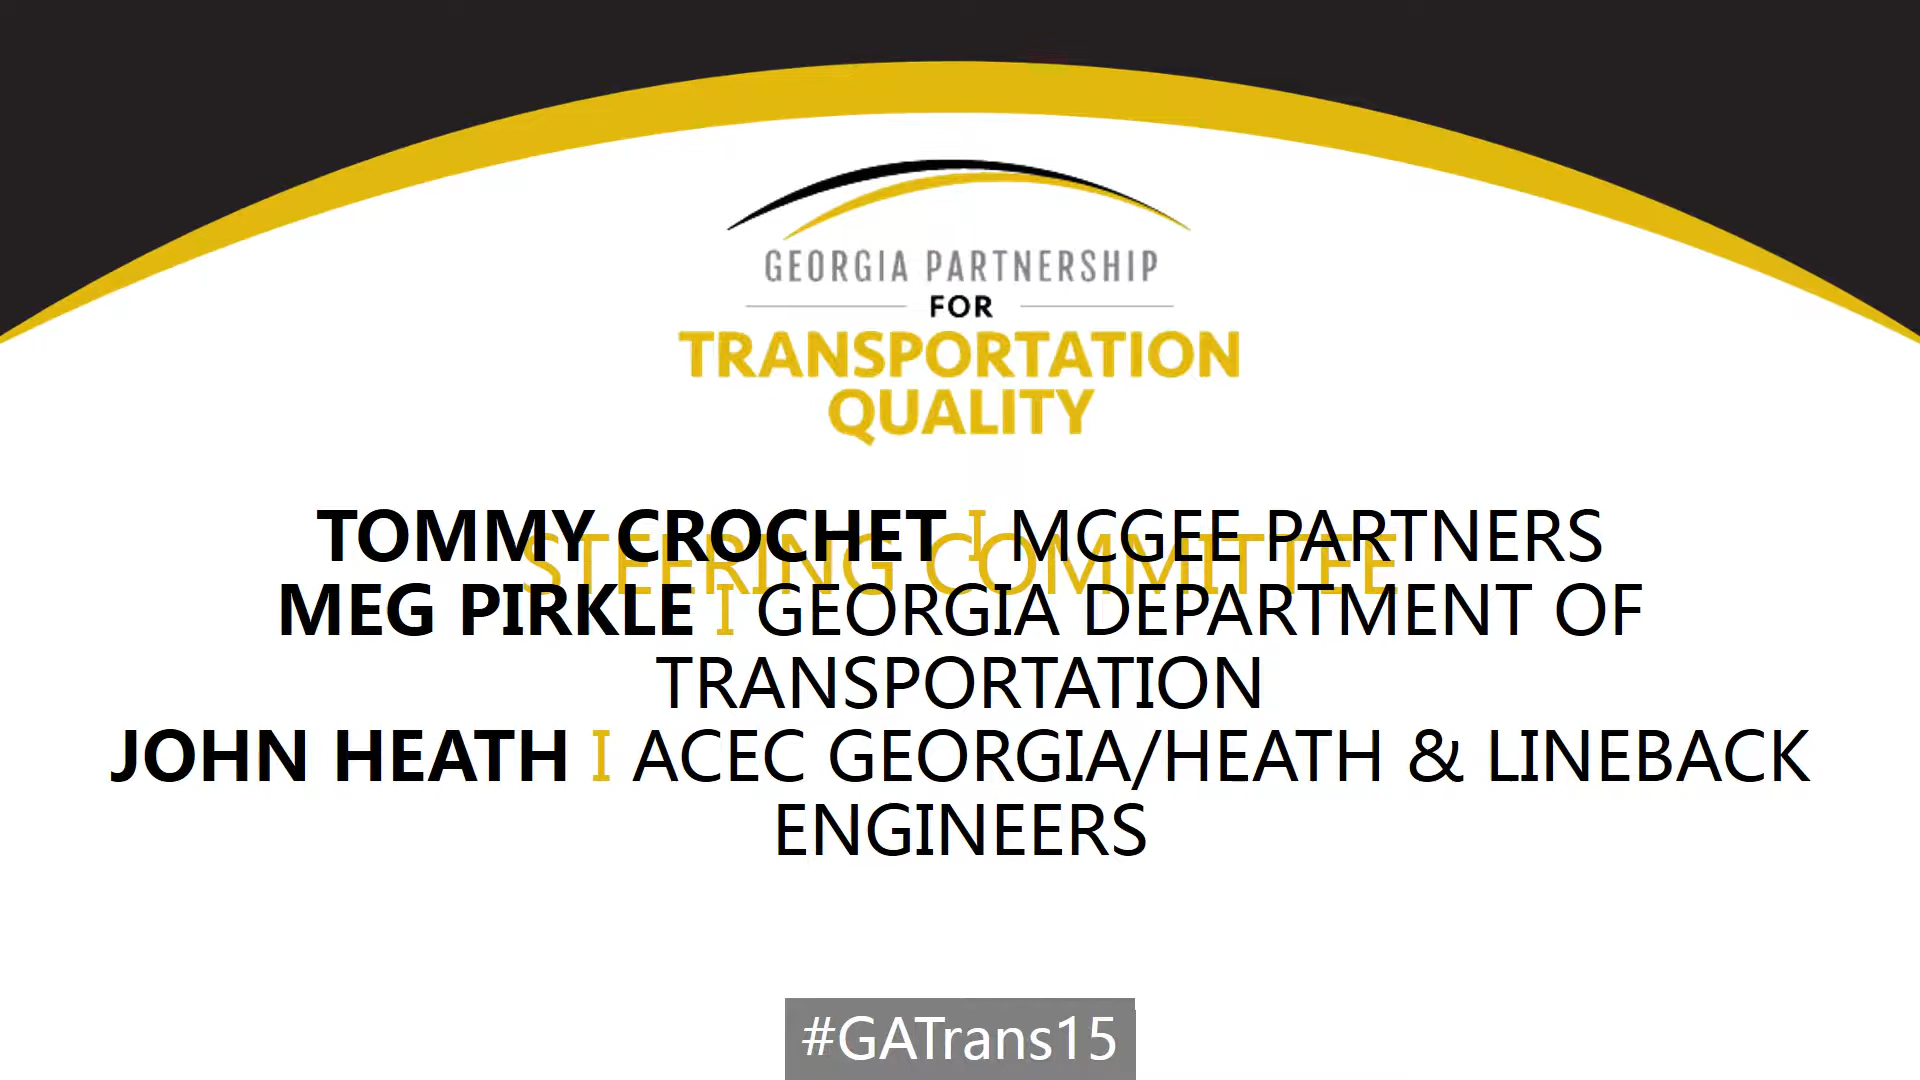 GEORGIA PARTNERSHIP
FOR
TRANSPORTATION
QUALITY
STEERING COMMITTEE
TOMMY CROCHET I MCGEE PARTNERS
MEG PIRKLE I GEORGIA DEPARTMENT OF
TRANSPORTATION
JOHN HEATH I ACEC GEORGIA/HEATH & LINEBACK
ENGINEERS
#GATrans15